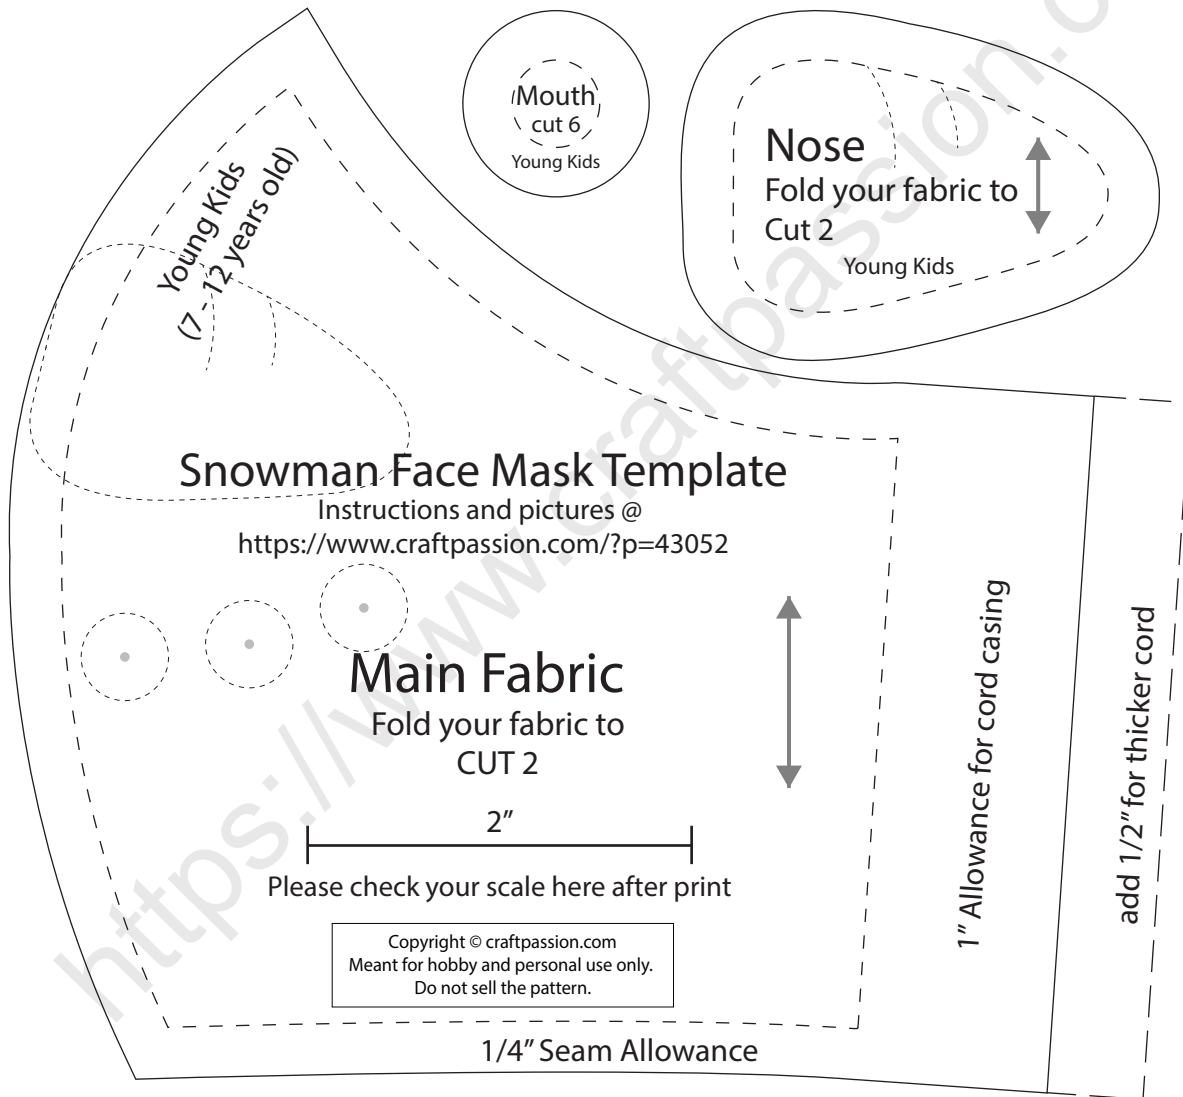 Mouth
cut 6
Young Kids
Nose
Fold your fabric to
Cut 2
Young Kids
Young Kids
(7 - 12 years old)
Snowman Face Mask Template
Instructions and pictures @
https://www.craftpassion.com/?p=43052
Main Fabric
Fold your fabric to
CUT 2
2”
Please check your scale here after print
Copyright © craftpassion.com
Meant for hobby and personal use only.
Do not sell the pattern.
1/4” Seam Allowance
1” Allowance for cord casing
add 1/2” for thicker cord
https://www.craftpassion.c